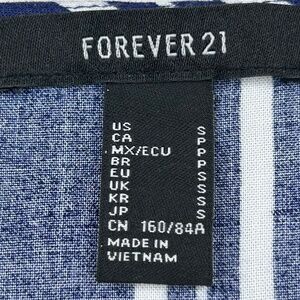 FOREVER 21
US S
CA P
MX/ECU P
BR P
EU S
UK S
KR S
JP S
CN 160/84A
MADE IN
VIETNAM